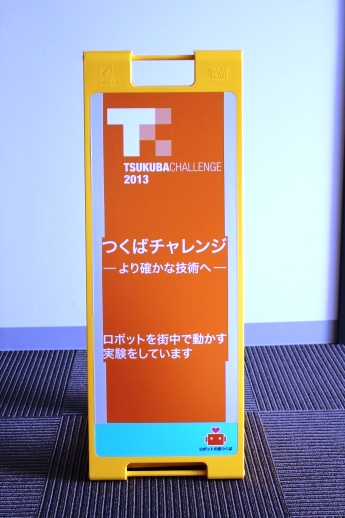 TSUKUBACHALLENGE
2013
つくばチャレンジ
ーより確かな技術へー
ロボットを街中で動かす
実験をしています
ロボットの街つくば